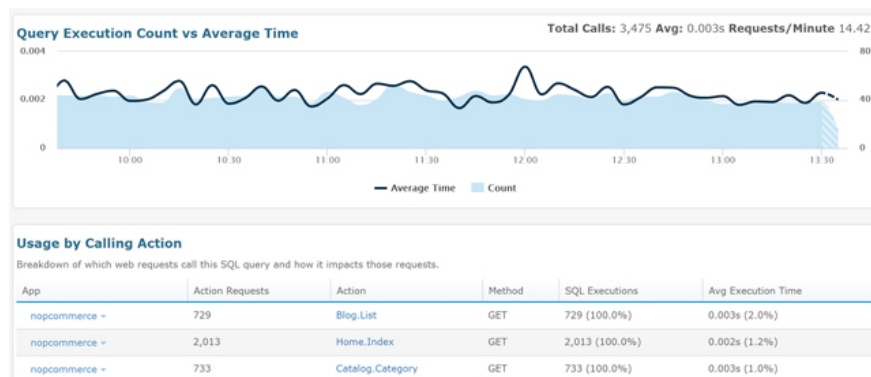 Query Execution Count vs Average Time
Total Calls: 3,475 Avg: 0.003s Requests/Minute 14.42
0.004 80
0.002 40
0 0
10:00 10:30 11:00 11:30 12:00 12:30 13:00 13:30
Average Time Count
Usage by Calling Action
Breakdown of which web requests call this SQL query and how it impacts those requests.
App Action Requests Action Method SQL Executions Avg Execution Time
nopcommerce 729 Blog.List GET 729 (100.0%) 0.003s (2.0%)
nopcommerce 2,013 Home.Index GET 2,013 (100.0%) 0.002s (1.2%)
nopcommerce 733 Catalog.Category GET 733 (100.0%) 0.003s (1.0%)